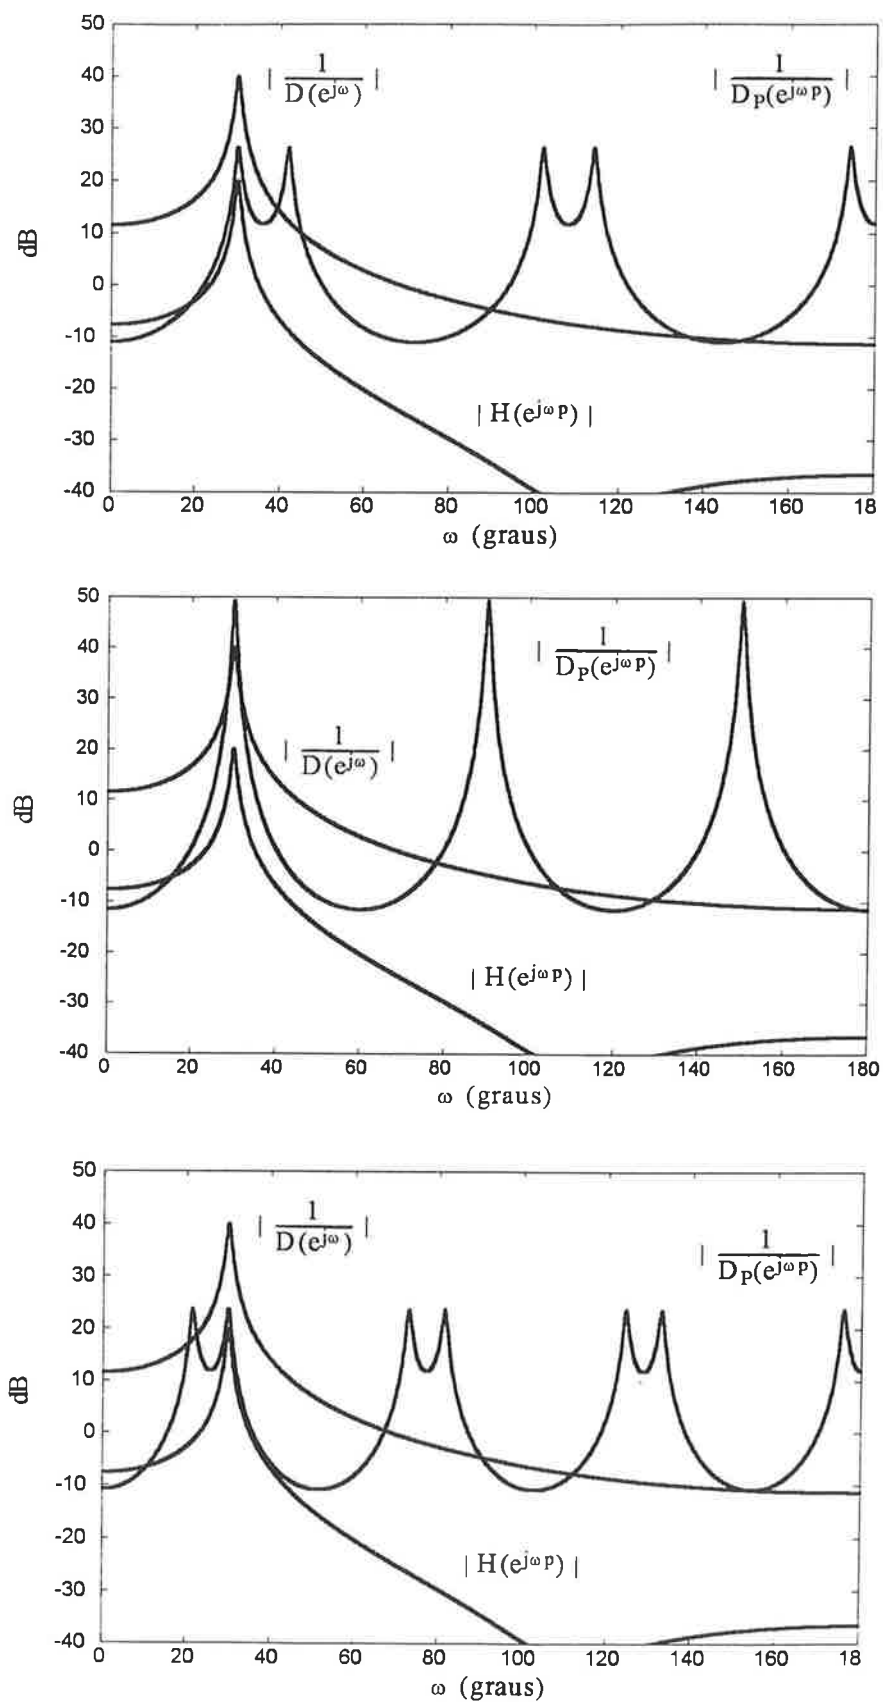 50
40
30
20
10
0
-10
-20
-30
-40
dB
| 1 / D(e^jω) |
| 1 / D_P(e^jωp) |
| H(e^jωp) |
0 20 40 60 80 100 120 140 160 18
ω (graus)
50
40
30
20
10
0
-10
-20
-30
-40
dB
| 1 / D_P(e^jωp) |
| 1 / D(e^jω) |
| H(e^jωp) |
0 20 40 60 80 100 120 140 160 180
ω (graus)
50
40
30
20
10
0
-10
-20
-30
-40
dB
| 1 / D(e^jω) |
| 1 / D_P(e^jωp) |
| H(e^jωp) |
0 20 40 60 80 100 120 140 160 18
ω (graus)